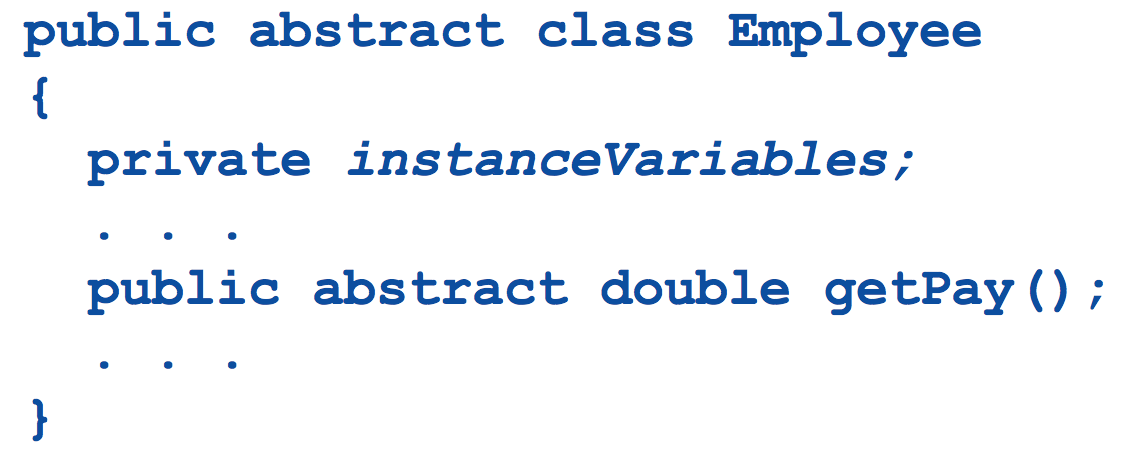 public abstract class Employee
{
private instanceVariables;
. . .
public abstract double getPay();
. . .
}